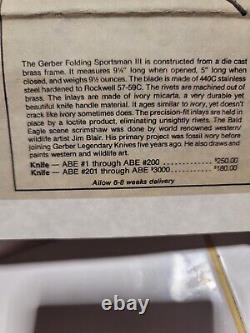 The Gerber Folding Sportsman III is constructed from a die cast
brass frame. It measures 9¼" long when opened, 5" long when
closed, and weighs 9½ ounces. The blade is made of 440C stainless
steel hardened to Rockwell 57-59C. The rivets are machined out of
brass. The inlays are made of ivory micarta, a very durable yet
beautiful knife handle material. It ages similar to ivory, yet doesn't
crack like ivory sometimes does. The precision-fit inlays are held in
place by a loctite product, eliminating unsightly rivets. The Bald
Eagle scene scrimshaw was done by world renowned western/
wildlife artist Jim Blair. His primary project was fossil ivory before
joining Gerber Legendary Knives five years ago. He also draws and
paints western and wildlife art.
Knife — ABE #1 through ABE #200 $250.00
Knife — ABE #201 through ABE #3000 $180.00
Allow 6-8 weeks delivery